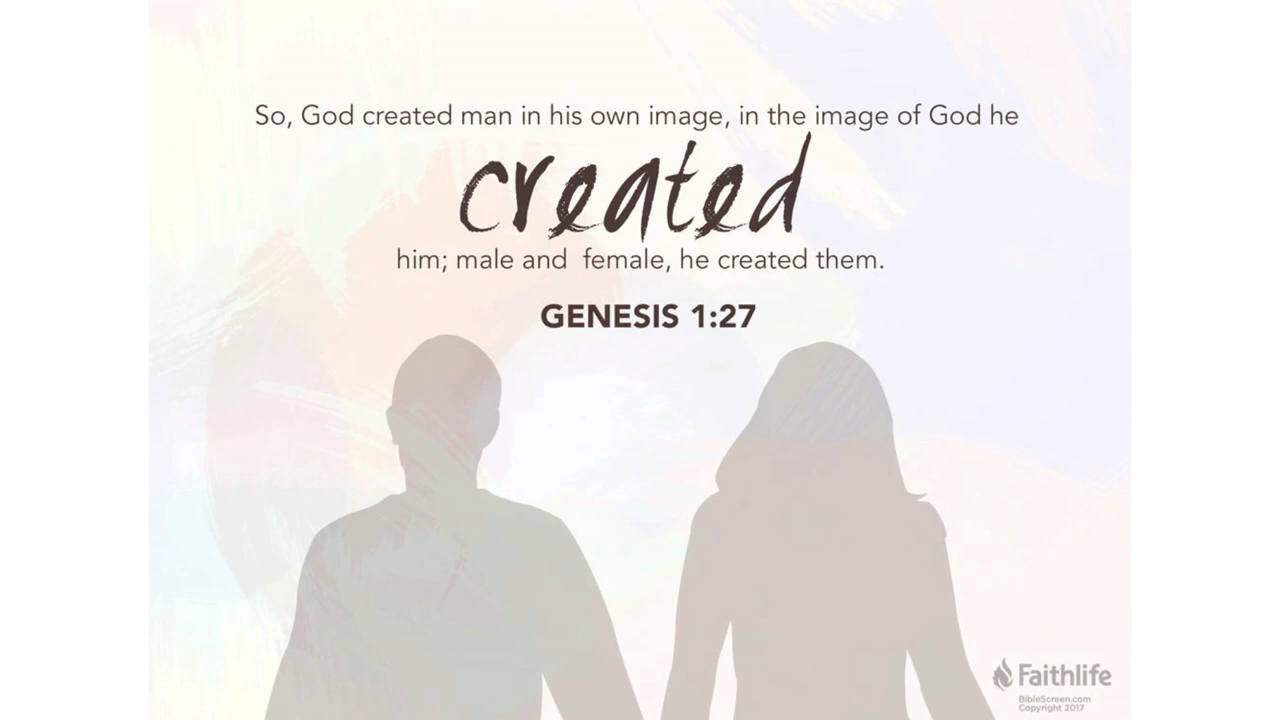 So, God created man in his own image, in the image of God he
created
him; male and female, he created them.
GENESIS 1:27
Faithlife
BibleScreen.com
Copyright 2017